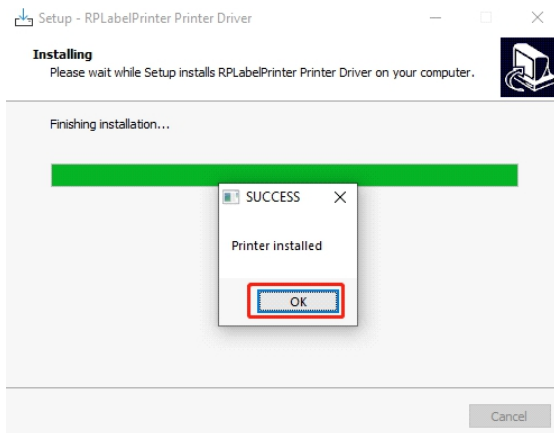 Setup - RPLabelPrinter Printer Driver
Installing
Please wait while Setup installs RPLabelPrinter Printer Driver on your computer.
Finishing installation...
SUCCESS
Printer installed
OK
Cancel